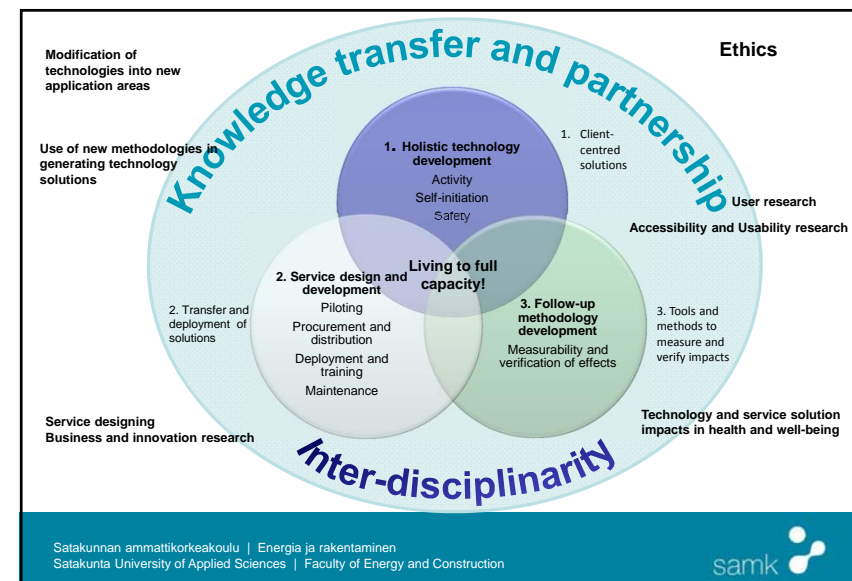 Knowledge transfer and partnership
Ethics
Modification of
technologies into new
application areas
Use of new methodologies in
generating technology
solutions
1. Holistic technology
development
Activity
Self-initiation
Safety
1. Client-
centred
solutions
User research
Accessibility and Usability research
Living to full
capacity!
2. Service design and
development
Piloting
Procurement and
distribution
Deployment and
training
Maintenance
2. Transfer and
deployment of
solutions
3. Follow-up
methodology
development
Measurability and
verification of effects
3. Tools and
methods to
measure and
verify impacts
Service designing
Business and innovation research
Technology and service solution
impacts in health and well-being
Inter-disciplinarity
Satakunnan ammattikorkeakoulu | Energia ja rakentaminen
Satakunta University of Applied Sciences | Faculty of Energy and Construction
samk